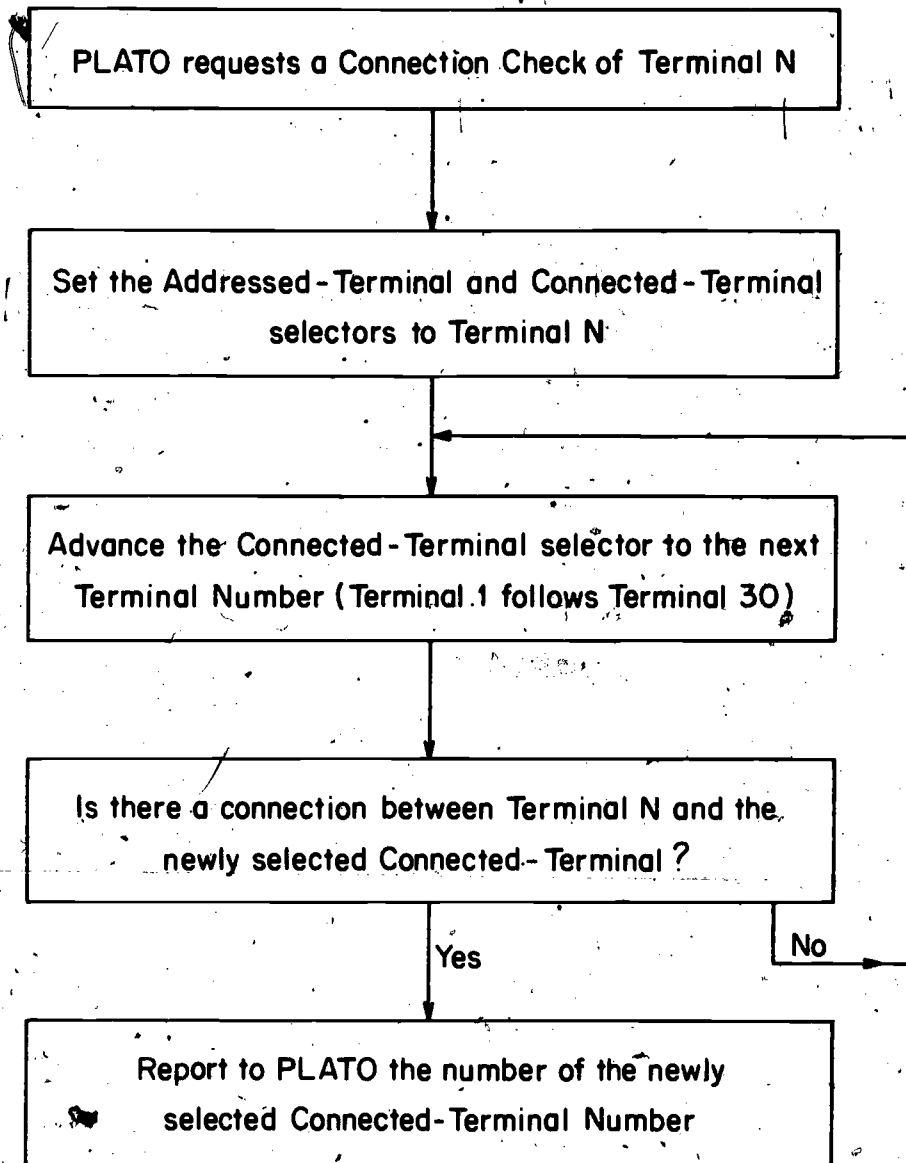 PLATO requests a Connection Check of Terminal N
Set the Addressed-Terminal and Connected-Terminal
selectors to Terminal N
Advance the Connected-Terminal selector to the next
Terminal Number (Terminal 1 follows Terminal 30)
Is there a connection between Terminal N and the
newly selected Connected-Terminal?
Yes
No
Report to PLATO the number of the newly
selected Connected-Terminal Number